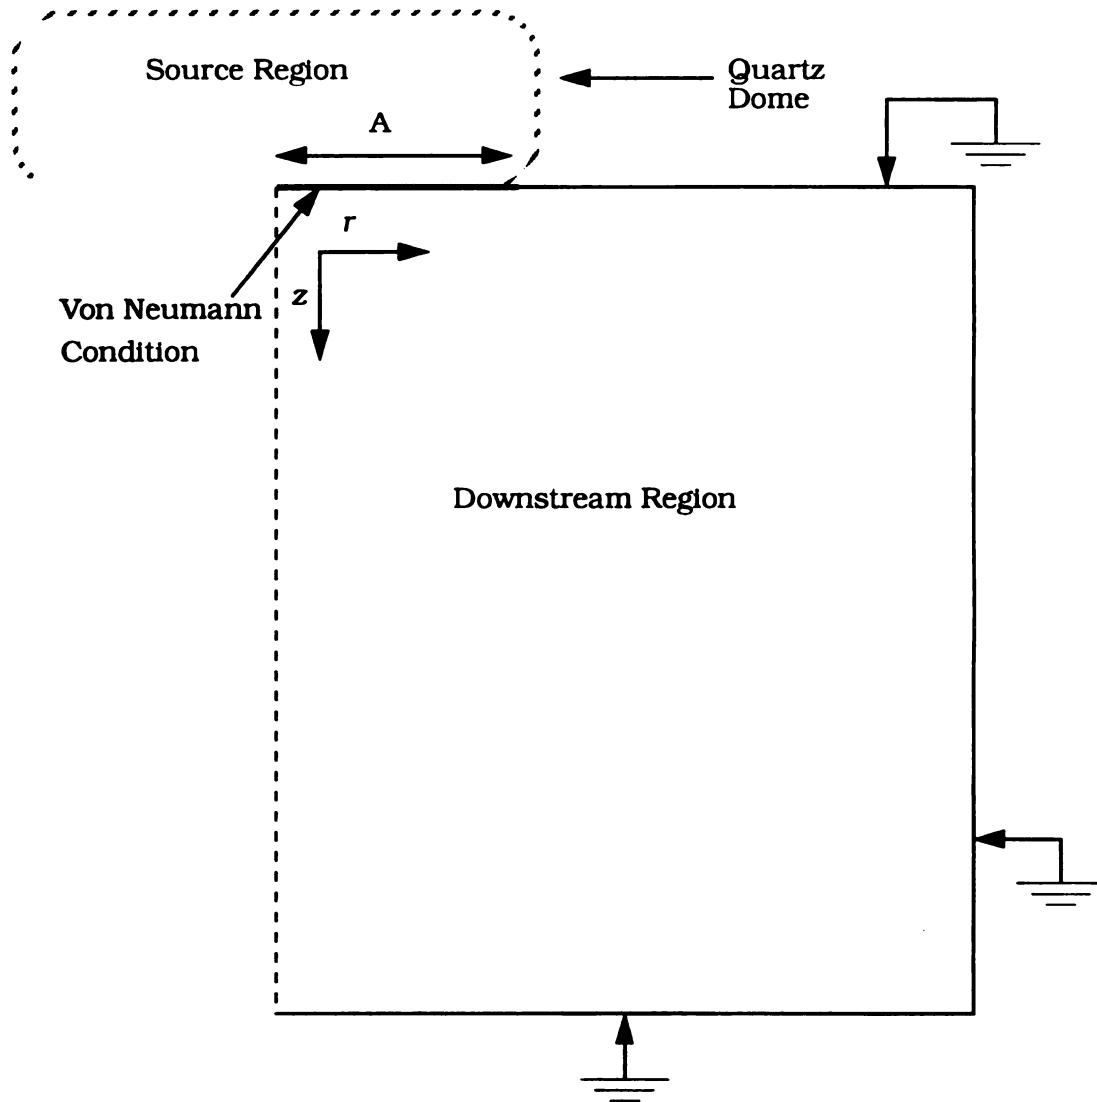 Source Region
Quartz
Dome
A
r
z
Von Neumann
Condition
Downstream Region